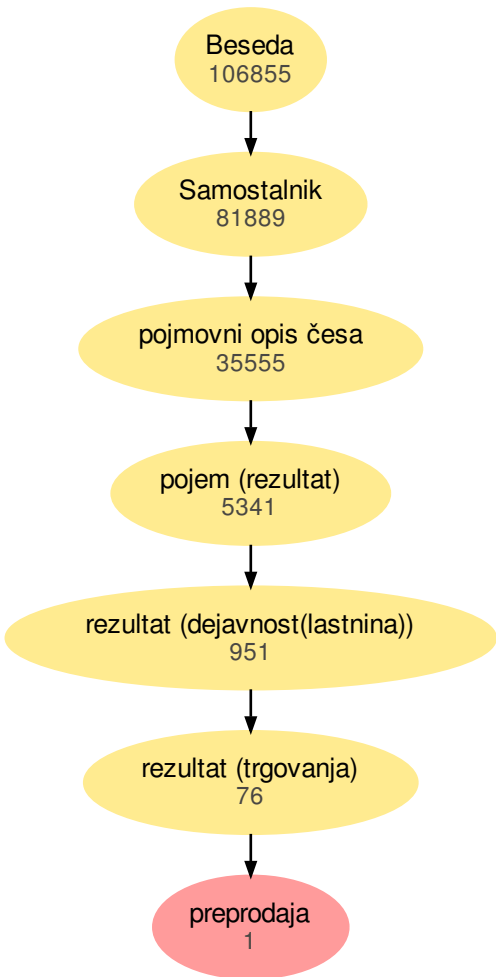 Beseda
106855
Samostalnik
81889
pojmovni opis česa
35555
pojem (rezultat)
5341
rezultat (dejavnost(lastnina))
951
rezultat (trgovanja)
76
preprodaja
1